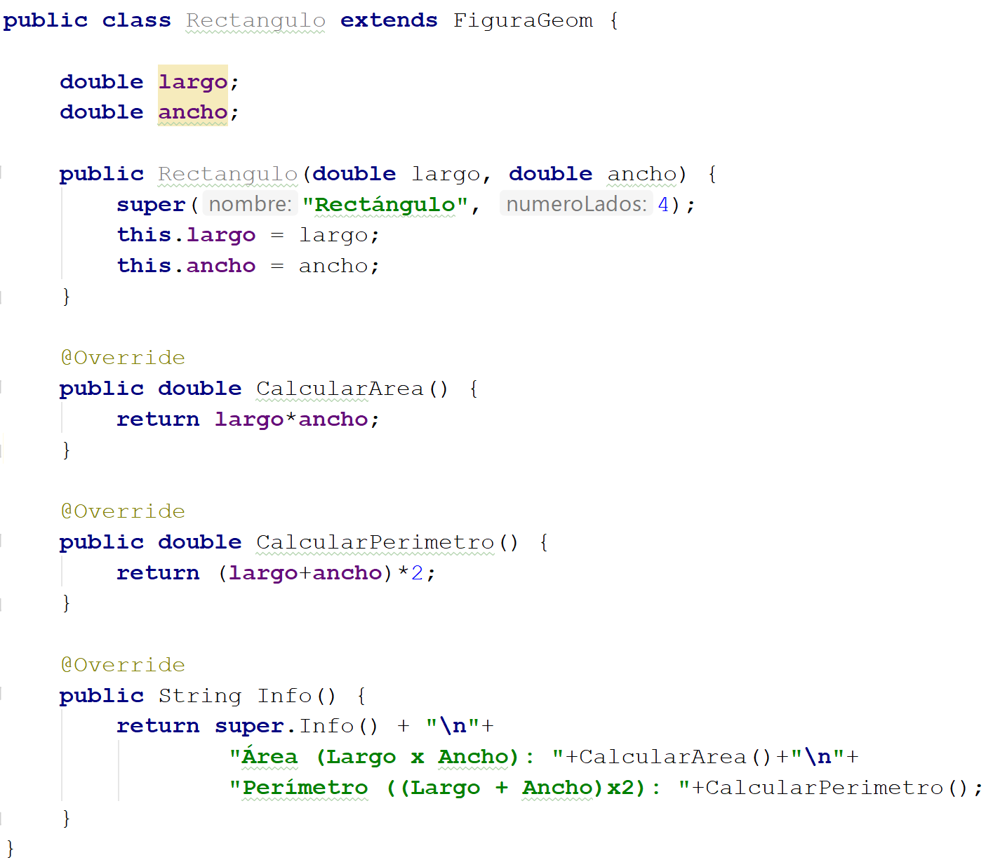 public class Rectangulo extends FiguraGeom {
double largo;
double ancho;
public Rectangulo(double largo, double ancho) {
super( nombre: "Rectángulo", numeroLados: 4);
this.largo = largo;
this.ancho = ancho;
}
@Override
public double CalcularArea() {
return largo*ancho;
}
@Override
public double CalcularPerimetro() {
return (largo+ancho)*2;
}
@Override
public String Info() {
return super.Info() + "\n"+
"Área (Largo x Ancho): "+CalcularArea()+"\n"+
"Perímetro ((Largo + Ancho)x2): "+CalcularPerimetro();
}
}